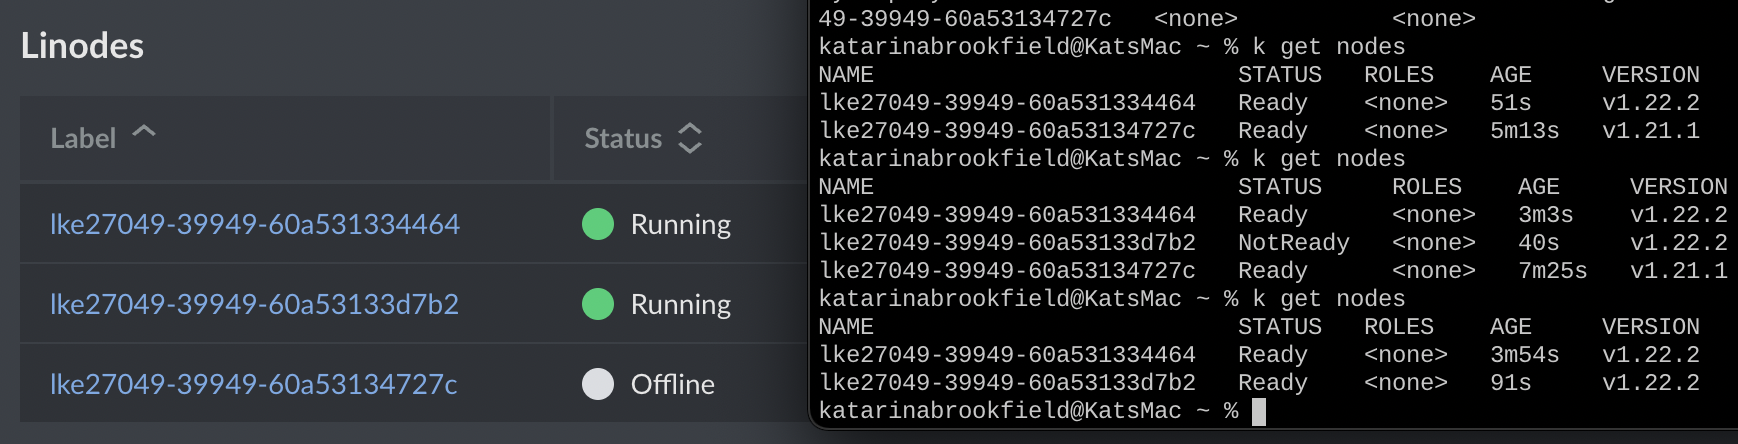 Linodes
Label
Status
lke27049-39949-60a531334464
Running
lke27049-39949-60a53133d7b2
Running
lke27049-39949-60a53134727c
Offline
49-39949-60a53134727c <none> <none>
katarinabrookfield@KatsMac ~ % k get nodes
NAME STATUS ROLES AGE VERSION
lke27049-39949-60a531334464 Ready <none> 51s v1.22.2
lke27049-39949-60a53134727c Ready <none> 5m13s v1.21.1
katarinabrookfield@KatsMac ~ % k get nodes
NAME STATUS ROLES AGE VERSION
lke27049-39949-60a531334464 Ready <none> 3m3s v1.22.2
lke27049-39949-60a53133d7b2 NotReady <none> 40s v1.22.2
lke27049-39949-60a53134727c Ready <none> 7m25s v1.21.1
katarinabrookfield@KatsMac ~ % k get nodes
NAME STATUS ROLES AGE VERSION
lke27049-39949-60a531334464 Ready <none> 3m54s v1.22.2
lke27049-39949-60a53133d7b2 Ready <none> 91s v1.22.2
katarinabrookfield@KatsMac ~ %